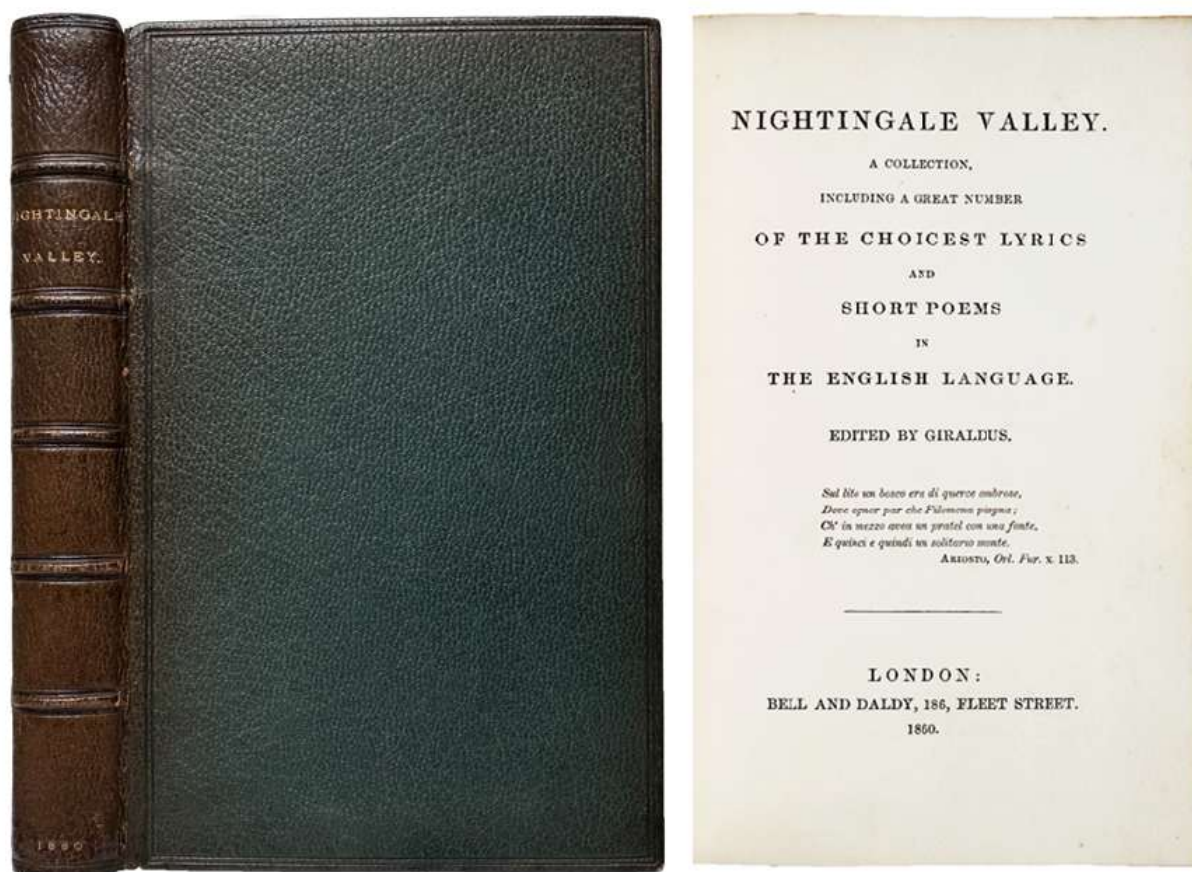 NIGHTINGALE
VALLEY.
1860
NIGHTINGALE VALLEY.
A COLLECTION,
INCLUDING A GREAT NUMBER
OF THE CHOICEST LYRICS
AND
SHORT POEMS
IN
THE ENGLISH LANGUAGE.
EDITED BY GIRALDUS.
Sul lito un bosco era di querce ombrose,
Dove ognor par che Filomena piagna;
Ch' in mezzo avea un pratel con una fonte,
E quinci e quindi un solitario monte.
ARIOSTO, Orl. Fur. x. 113.
LONDON:
BELL AND DALDY, 186, FLEET STREET.
1860.